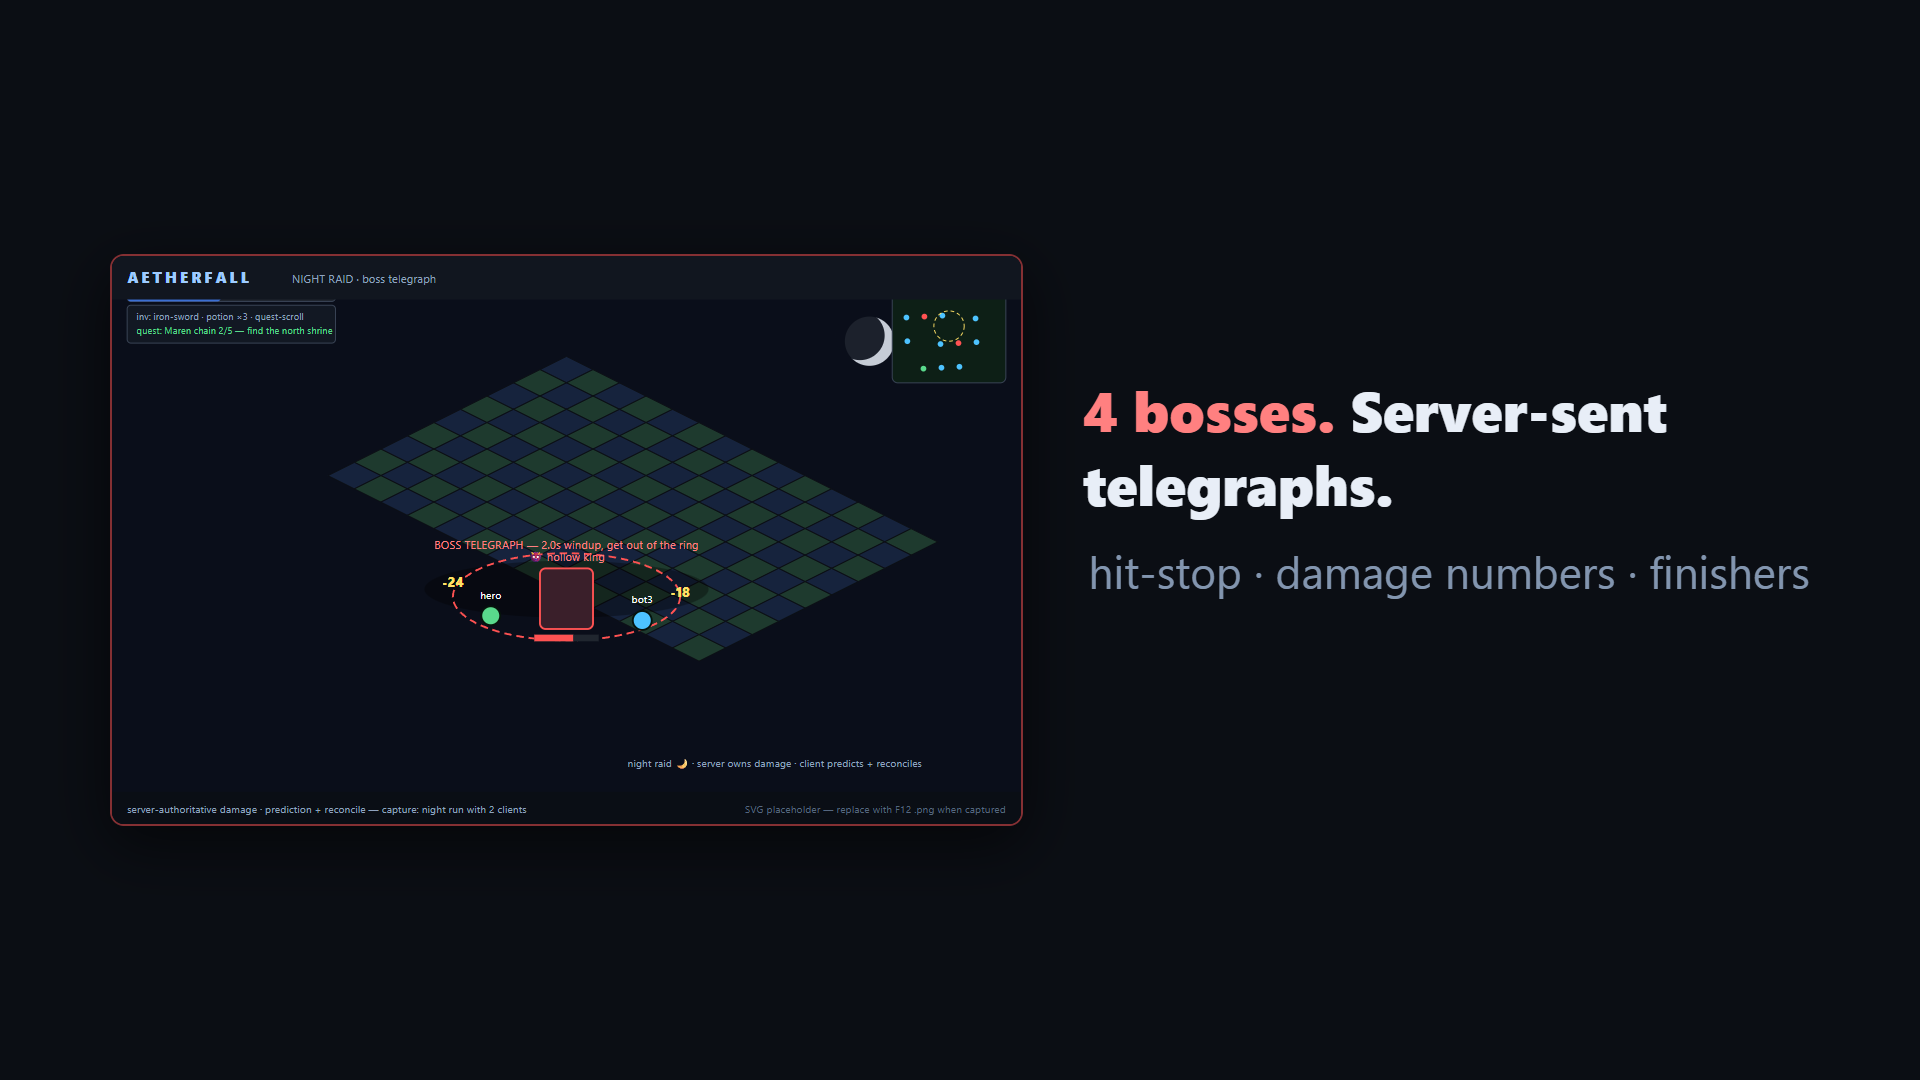 AETHERFALL
NIGHT RAID · boss telegraph
inv: iron-sword · potion ×3 · quest-scroll
quest: Maren chain 2/5 — find the north shrine
BOSS TELEGRAPH — 2.0s windup, get out of the ring
hollow king
-24
hero
bot3
-18
night raid 🌙 · server owns damage · client predicts + reconciles
server-authoritative damage · prediction + reconcile — capture: night run with 2 clients
SVG placeholder — replace with F12 .png when captured
4 bosses. Server-sent
telegraphs.
hit-stop · damage numbers · finishers